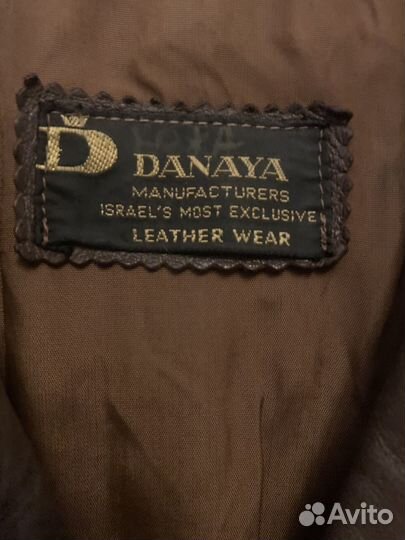 DANAYA
MANUFACTURERS
ISRAEL'S MOST EXCLUSIVE
LEATHER WEAR
Avito